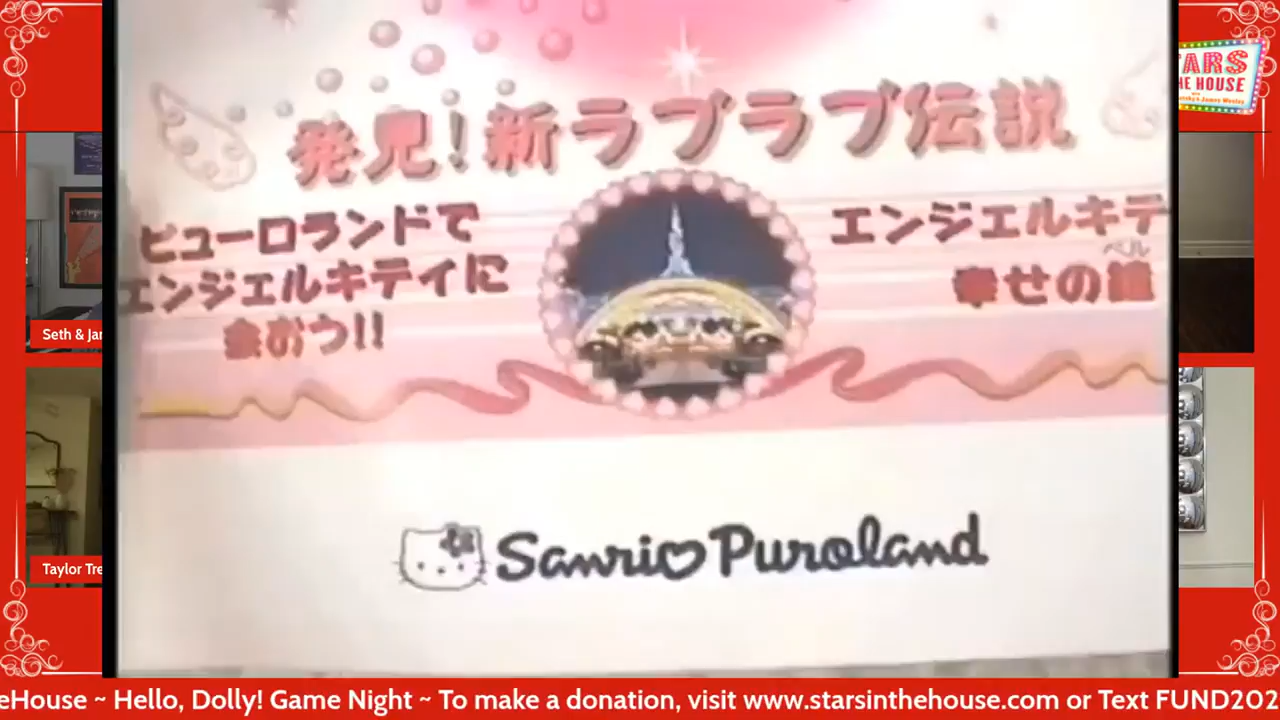 発見!新ラブラブ伝説
ピューロランドで
エンジェルキティに
会おう!!
エンジェルキテ
ベル
幸せの鐘
Sanrio Puroland
TARS
HE HOUSE
Seth & Jar
Taylor Tre
eHouse ~ Hello, Dolly! Game Night ~ To make a donation, visit www.starsinthehouse.com or Text FUND202